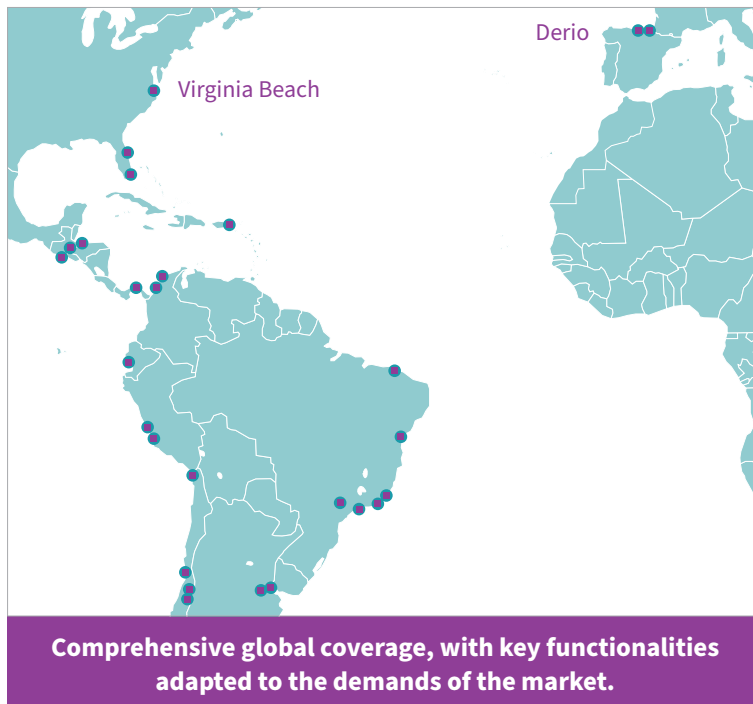 Derio
Virginia Beach
Comprehensive global coverage, with key functionalities
adapted to the demands of the market.